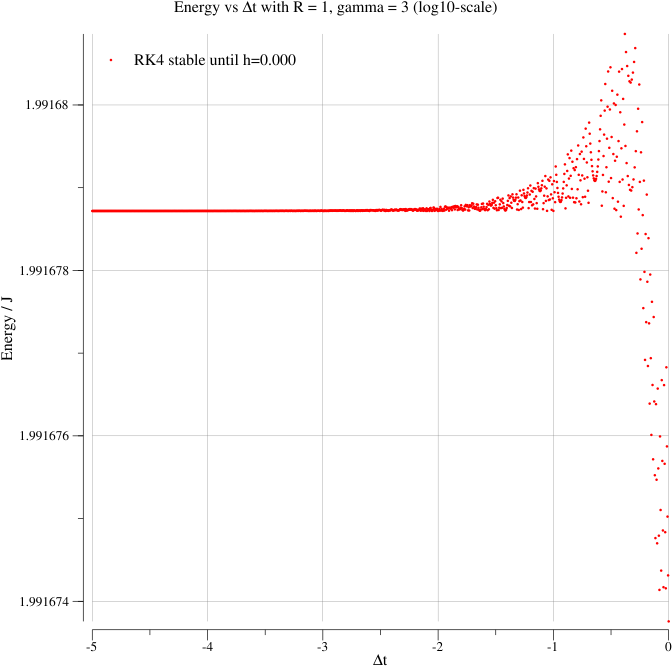 Energy vs Δt with R = 1, gamma = 3 (log10-scale)
RK4 stable until h=0.000
1.99168
1.991678
Energy / J
1.991676
1.991674
-5
-4
-3
-2
-1
0
Δt